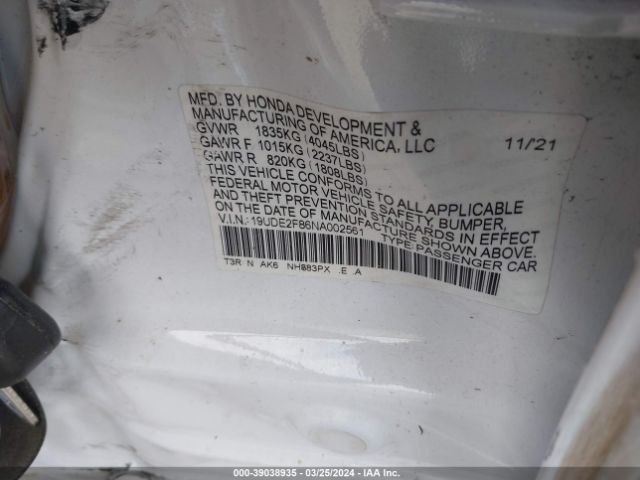 MFD. BY HONDA DEVELOPMENT &
MANUFACTURING OF AMERICA, LLC 11/21
GVWR 1835KG (4045LBS)
GAWR F 1015KG (2237LBS)
GAWR R 820KG (1808LBS)
THIS VEHICLE CONFORMS TO ALL APPLICABLE
FEDERAL MOTOR VEHICLE SAFETY, BUMPER,
AND THEFT PREVENTION STANDARDS IN EFFECT
ON THE DATE OF MANUFACTURE SHOWN ABOVE.
V.I.N.: 19UDE2F86NA002561 TYPE PASSENGER CAR
T3R N AK6 NH883PX .E .A
000-39038935 - 03/25/2024 - IAA Inc.